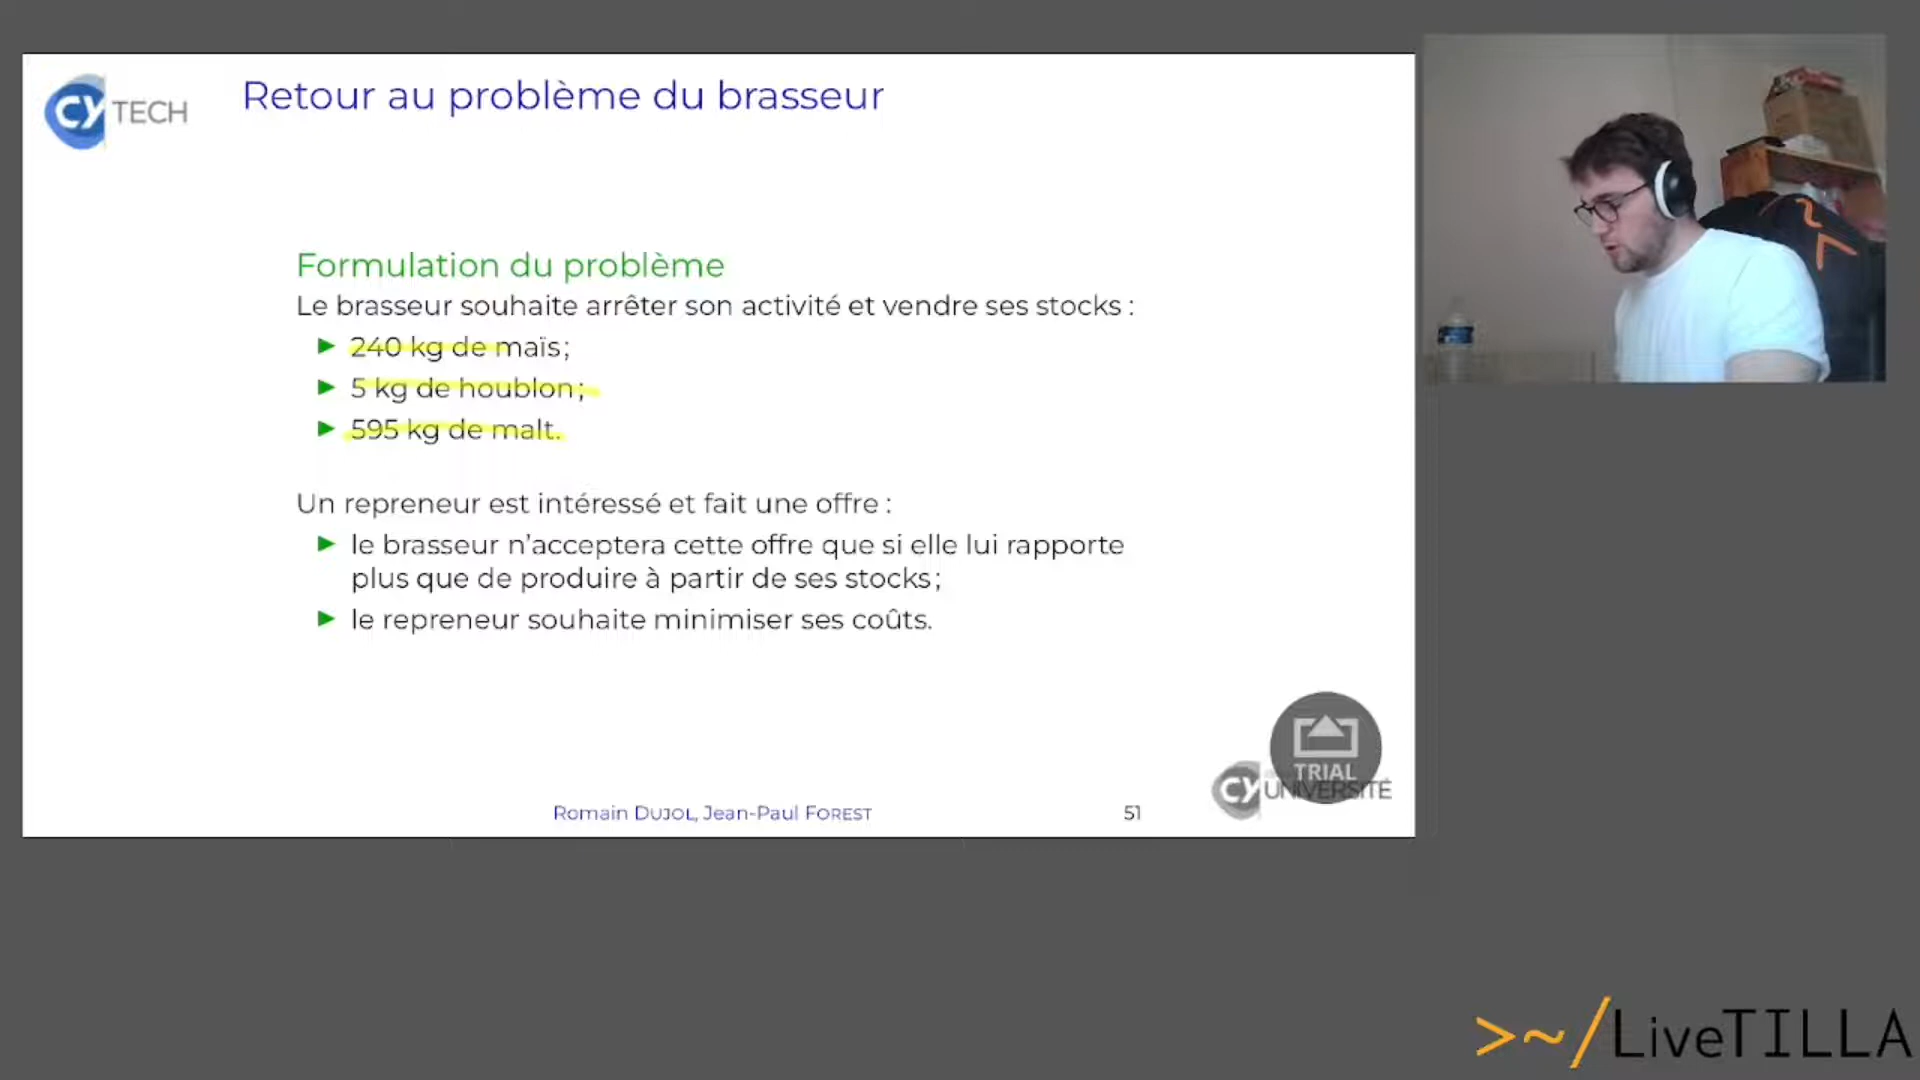 CY TECH
Retour au problème du brasseur
Formulation du problème
Le brasseur souhaite arrêter son activité et vendre ses stocks :
► 240 kg de maïs ;
► 5 kg de houblon ;
► 595 kg de malt.
Un repreneur est intéressé et fait une offre :
► le brasseur n'acceptera cette offre que si elle lui rapporte
plus que de produire à partir de ses stocks ;
► le repreneur souhaite minimiser ses coûts.
TRIAL
CY UNIVERSITÉ
Romain DUJOL, Jean-Paul FOREST
51
>~/LiveTILLA